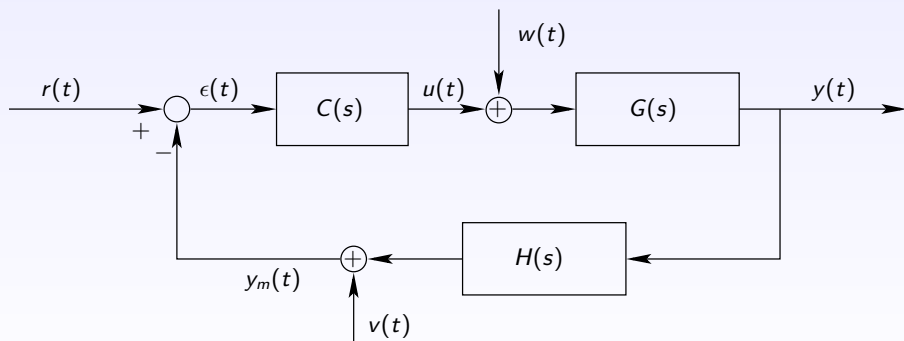 w(t)
r(t)
ϵ(t)
C(s)
u(t)
G(s)
y(t)
+
+
−
H(s)
+
y_m(t)
v(t)